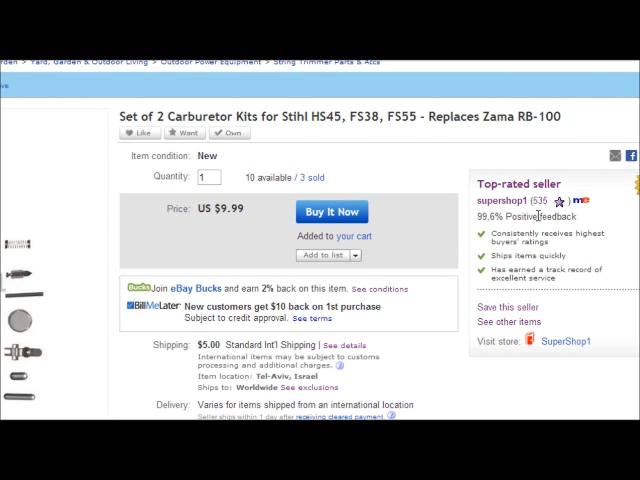 rden › Yard, Garden & Outdoor Living › Outdoor Power Equipment › String Trimmer Parts & Accs
ve
Set of 2 Carburetor Kits for Stihl HS45, FS38, FS55 - Replaces Zama RB-100
Like Want Own
Item condition: New
Quantity: 1 10 available / 3 sold
Price: US $9.99
Buy It Now
Added to your cart
Add to list
Bucks Join eBay Bucks and earn 2% back on this item. See conditions
BillMeLater New customers get $10 back on 1st purchase
Subject to credit approval. See terms
Shipping: $5.00 Standard Int'l Shipping | See details
International items may be subject to customs
processing and additional charges.
Item location: Tel-Aviv, Israel
Ships to: Worldwide See exclusions
Delivery: Varies for items shipped from an international location
Seller ships within 1 day after receiving cleared payment.
Top-rated seller
supershop1 (535 ) me
99.6% Positive feedback
Consistently receives highest
buyers' ratings
Ships items quickly
Has earned a track record of
excellent service
Save this seller
See other items
Visit store: SuperShop1